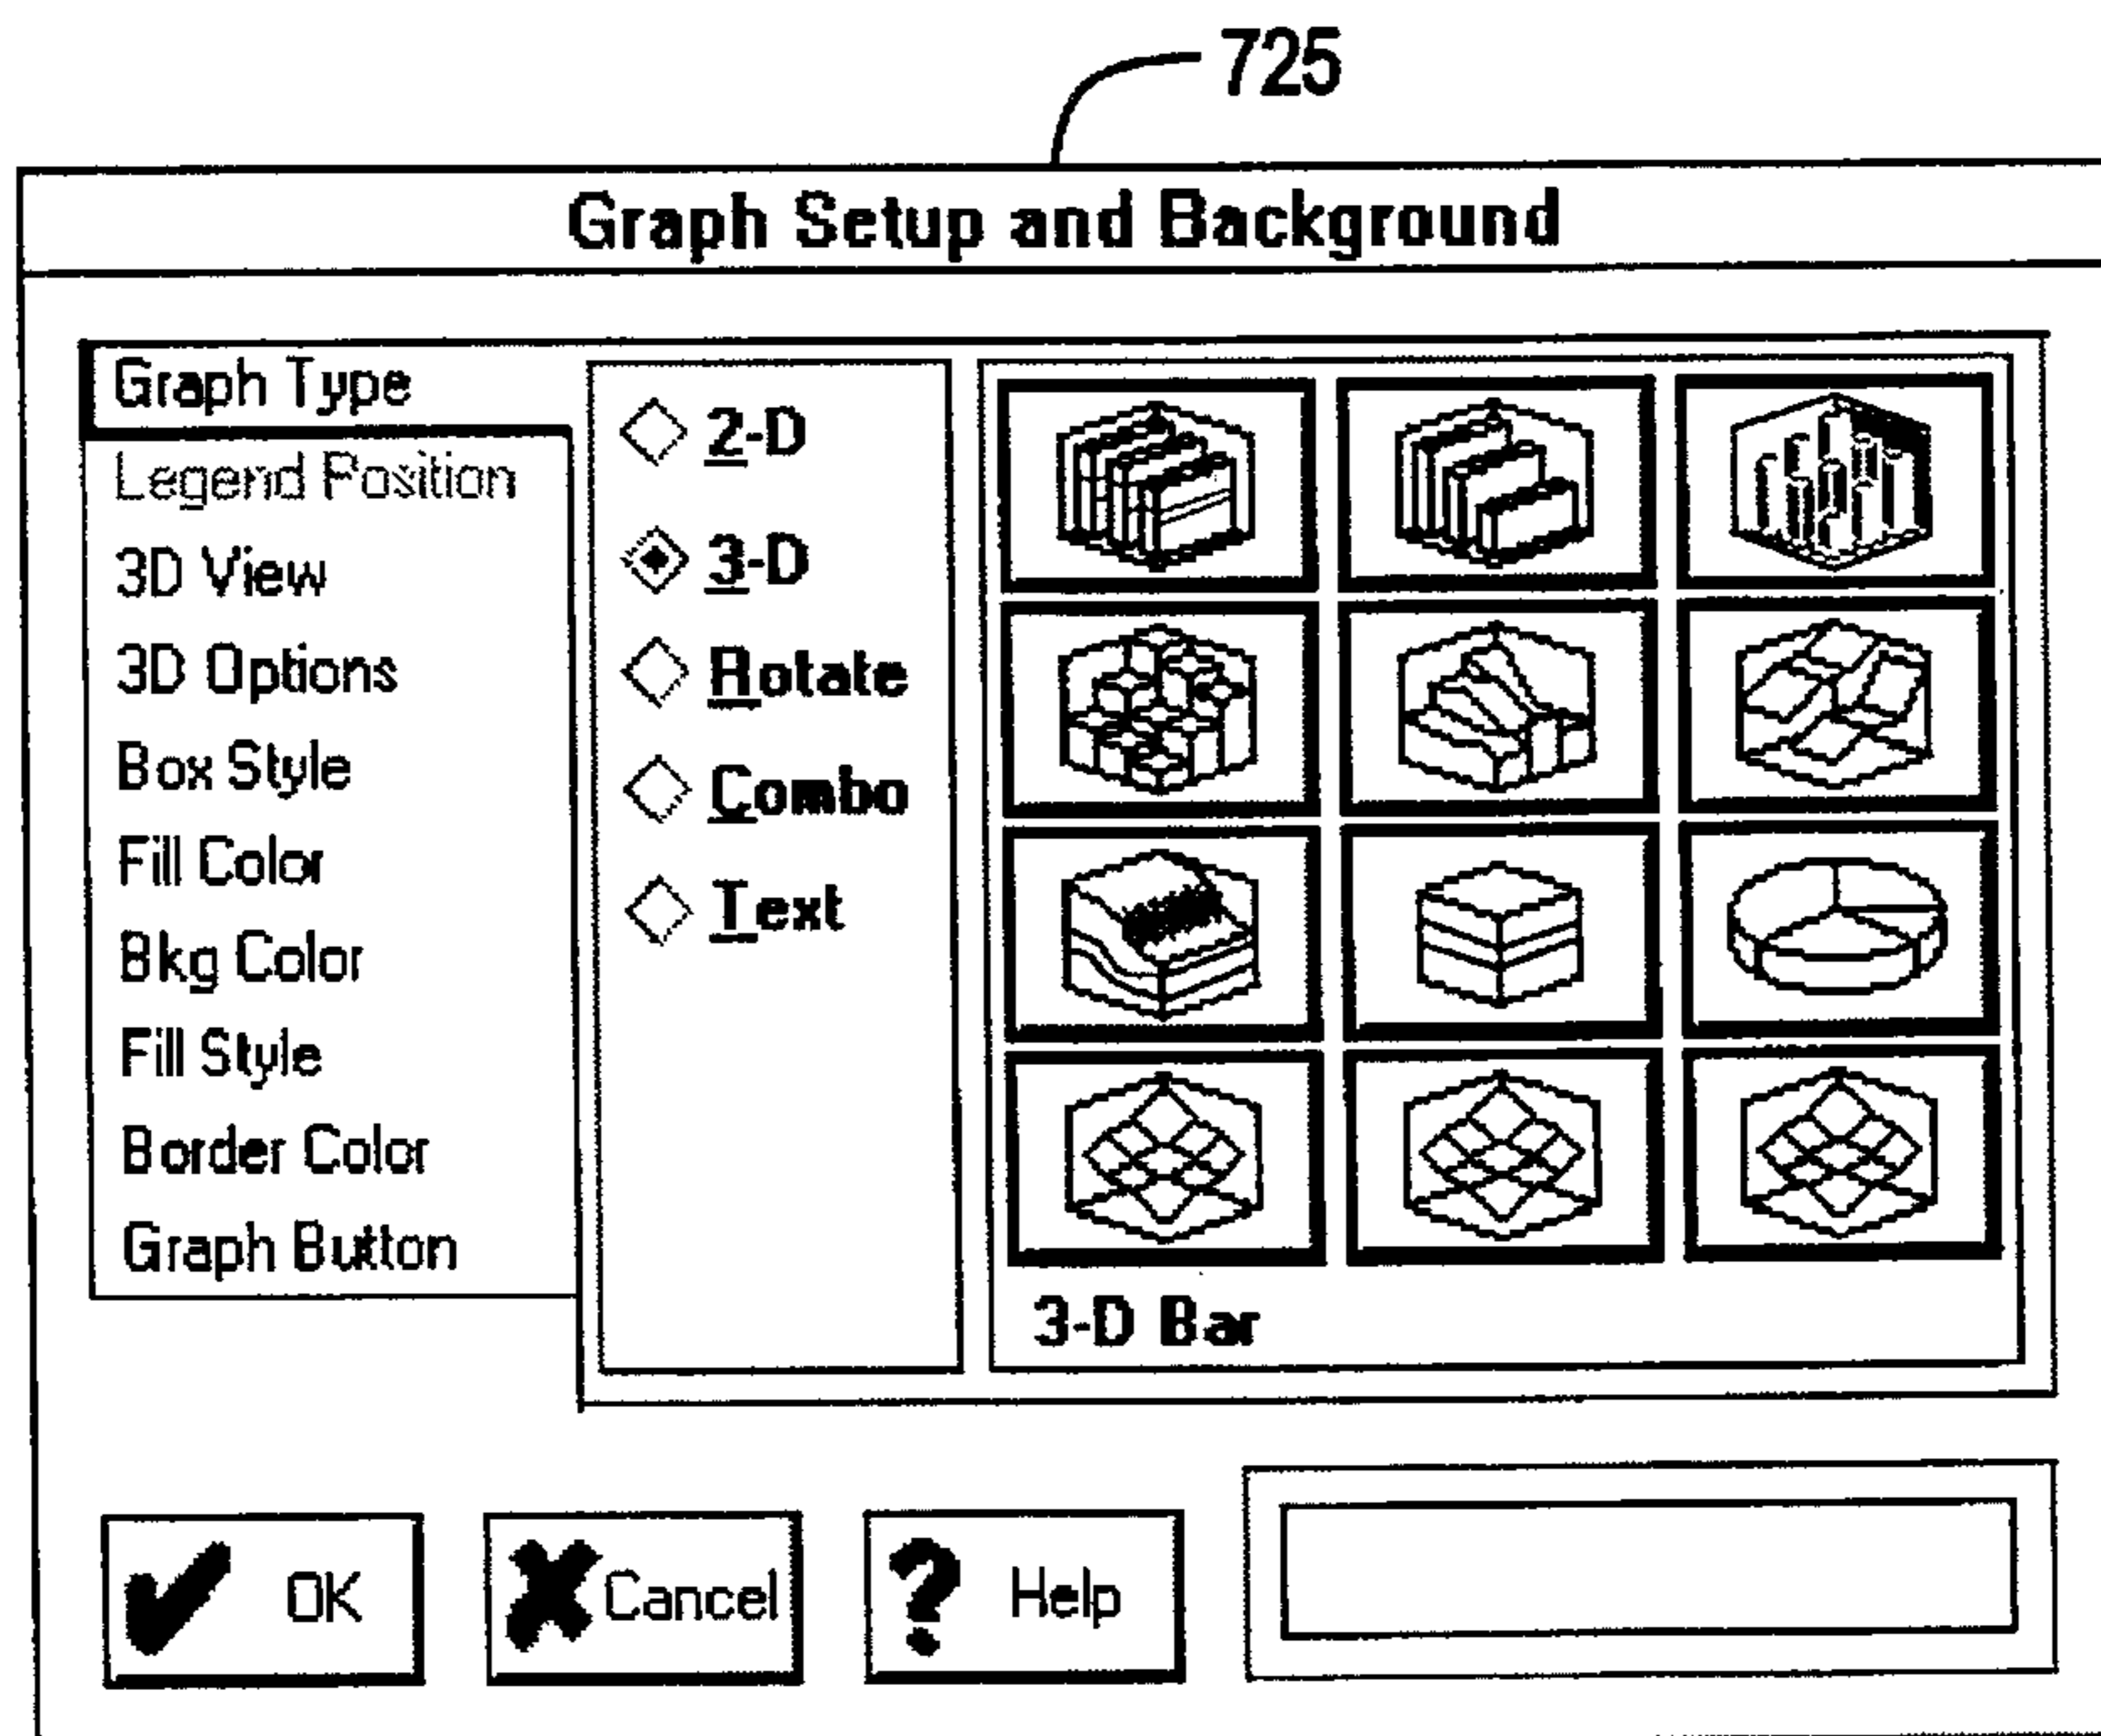 725
Graph Setup and Background
Graph Type
Legend Position
3D View
3D Options
Box Style
Fill Color
Bkg Color
Fill Style
Border Color
Graph Button
2-D
3-D
Rotate
Combo
Text
3-D Bar
OK
Cancel
Help